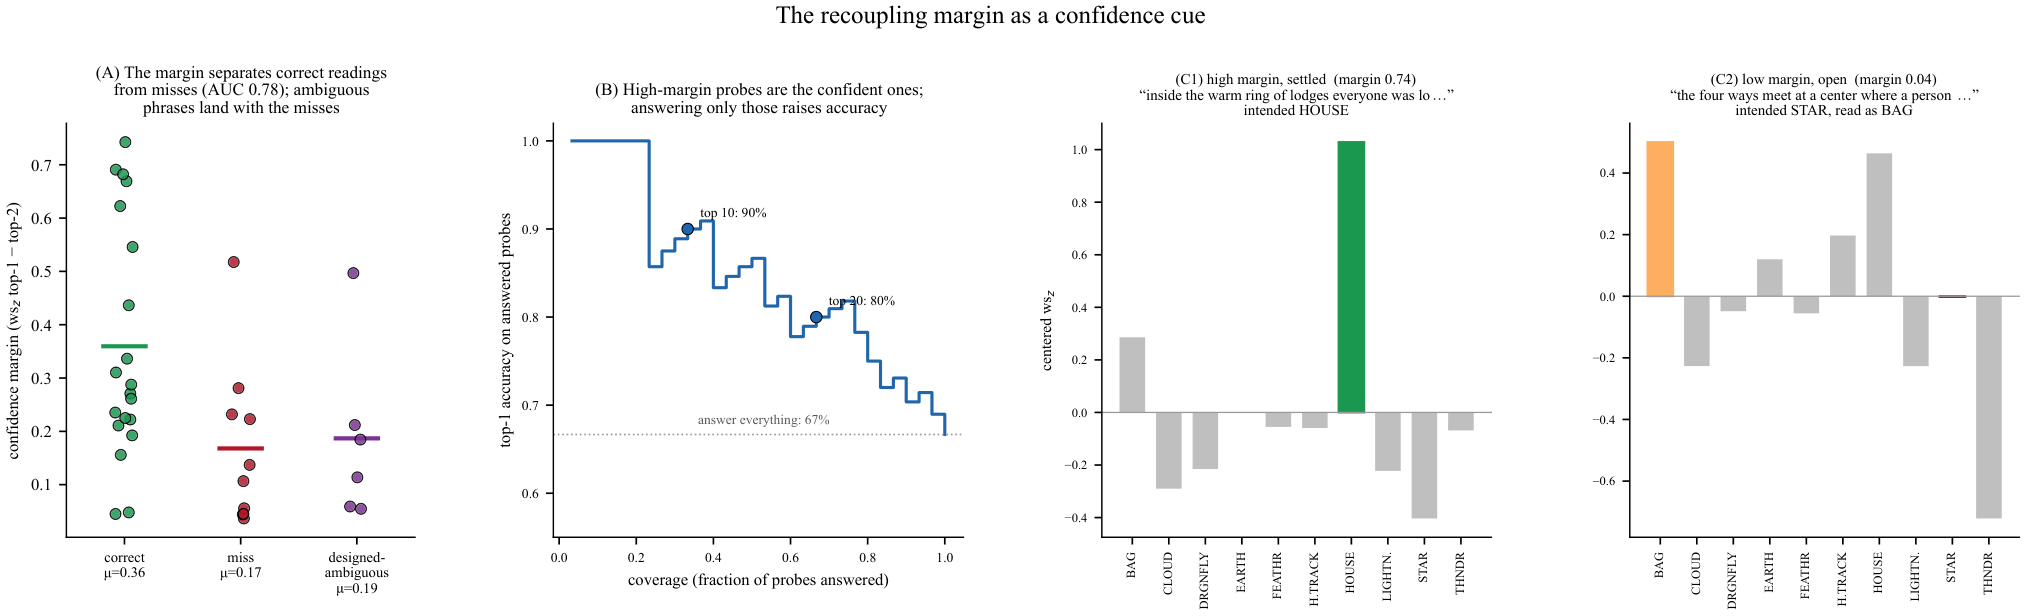 The recoupling margin as a confidence cue
(A) The margin separates correct readings
from misses (AUC 0.78); ambiguous
phrases land with the misses
confidence margin (ws_z top-1 − top-2)
0.7
0.6
0.5
0.4
0.3
0.2
0.1
correct
μ=0.36
miss
μ=0.17
designed-
ambiguous
μ=0.19
(B) High-margin probes are the confident ones;
answering only those raises accuracy
top-1 accuracy on answered probes
1.0
0.9
0.8
0.7
0.6
top 10: 90%
top 20: 80%
answer everything: 67%
0.0
0.2
0.4
0.6
0.8
1.0
coverage (fraction of probes answered)
(C1) high margin, settled (margin 0.74)
“inside the warm ring of lodges everyone was lo…”
intended HOUSE
centered ws_z
1.0
0.8
0.6
0.4
0.2
0.0
−0.2
−0.4
BAG
CLOUD
DRGNFLY
EARTH
FEATHR
H.TRACK
HOUSE
LIGHTN.
STAR
THNDR
(C2) low margin, open (margin 0.04)
“the four ways meet at a center where a person …”
intended STAR, read as BAG
0.4
0.2
0.0
−0.2
−0.4
−0.6
BAG
CLOUD
DRGNFLY
EARTH
FEATHR
H.TRACK
HOUSE
LIGHTN.
STAR
THNDR